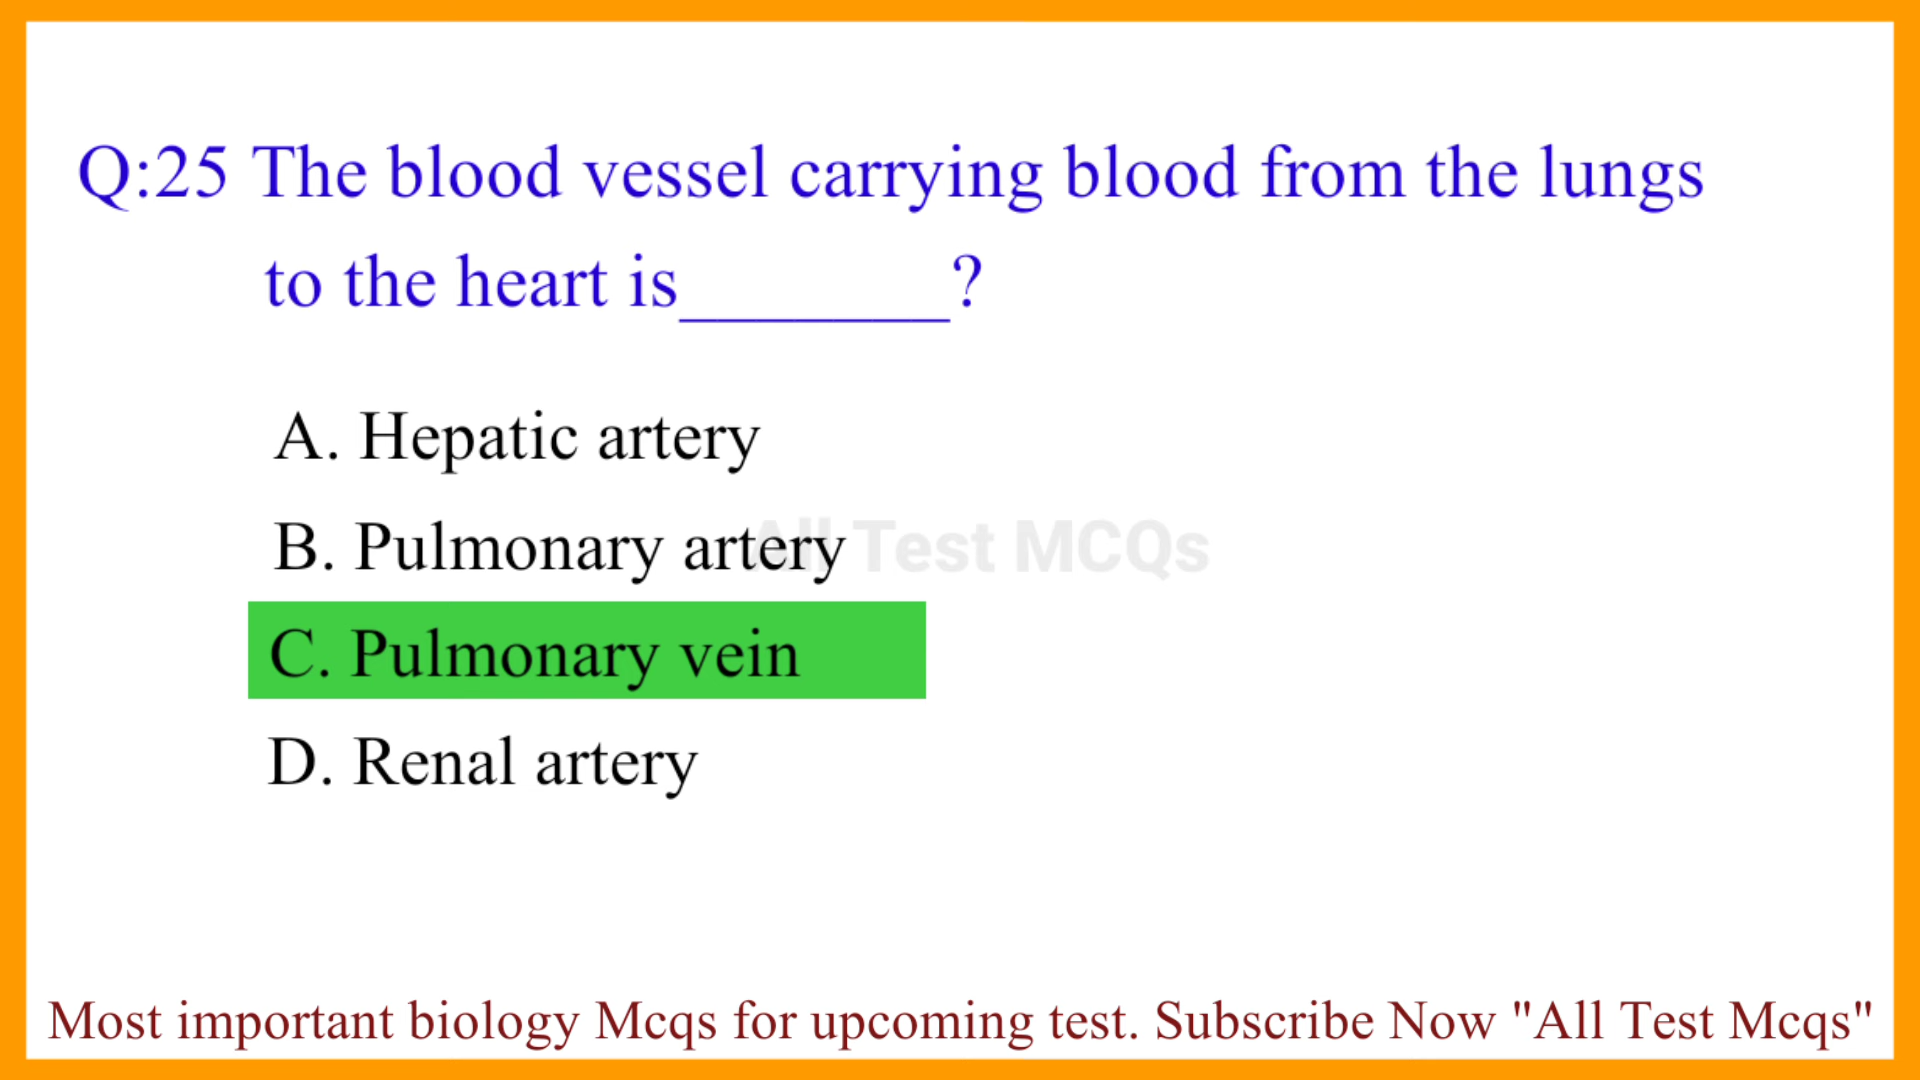 Q:25 The blood vessel carrying blood from the lungs
to the heart is_______?
A. Hepatic artery
B. Pulmonary artery
All Test MCQs
C. Pulmonary vein
D. Renal artery
Most important biology Mcqs for upcoming test. Subscribe Now "All Test Mcqs"